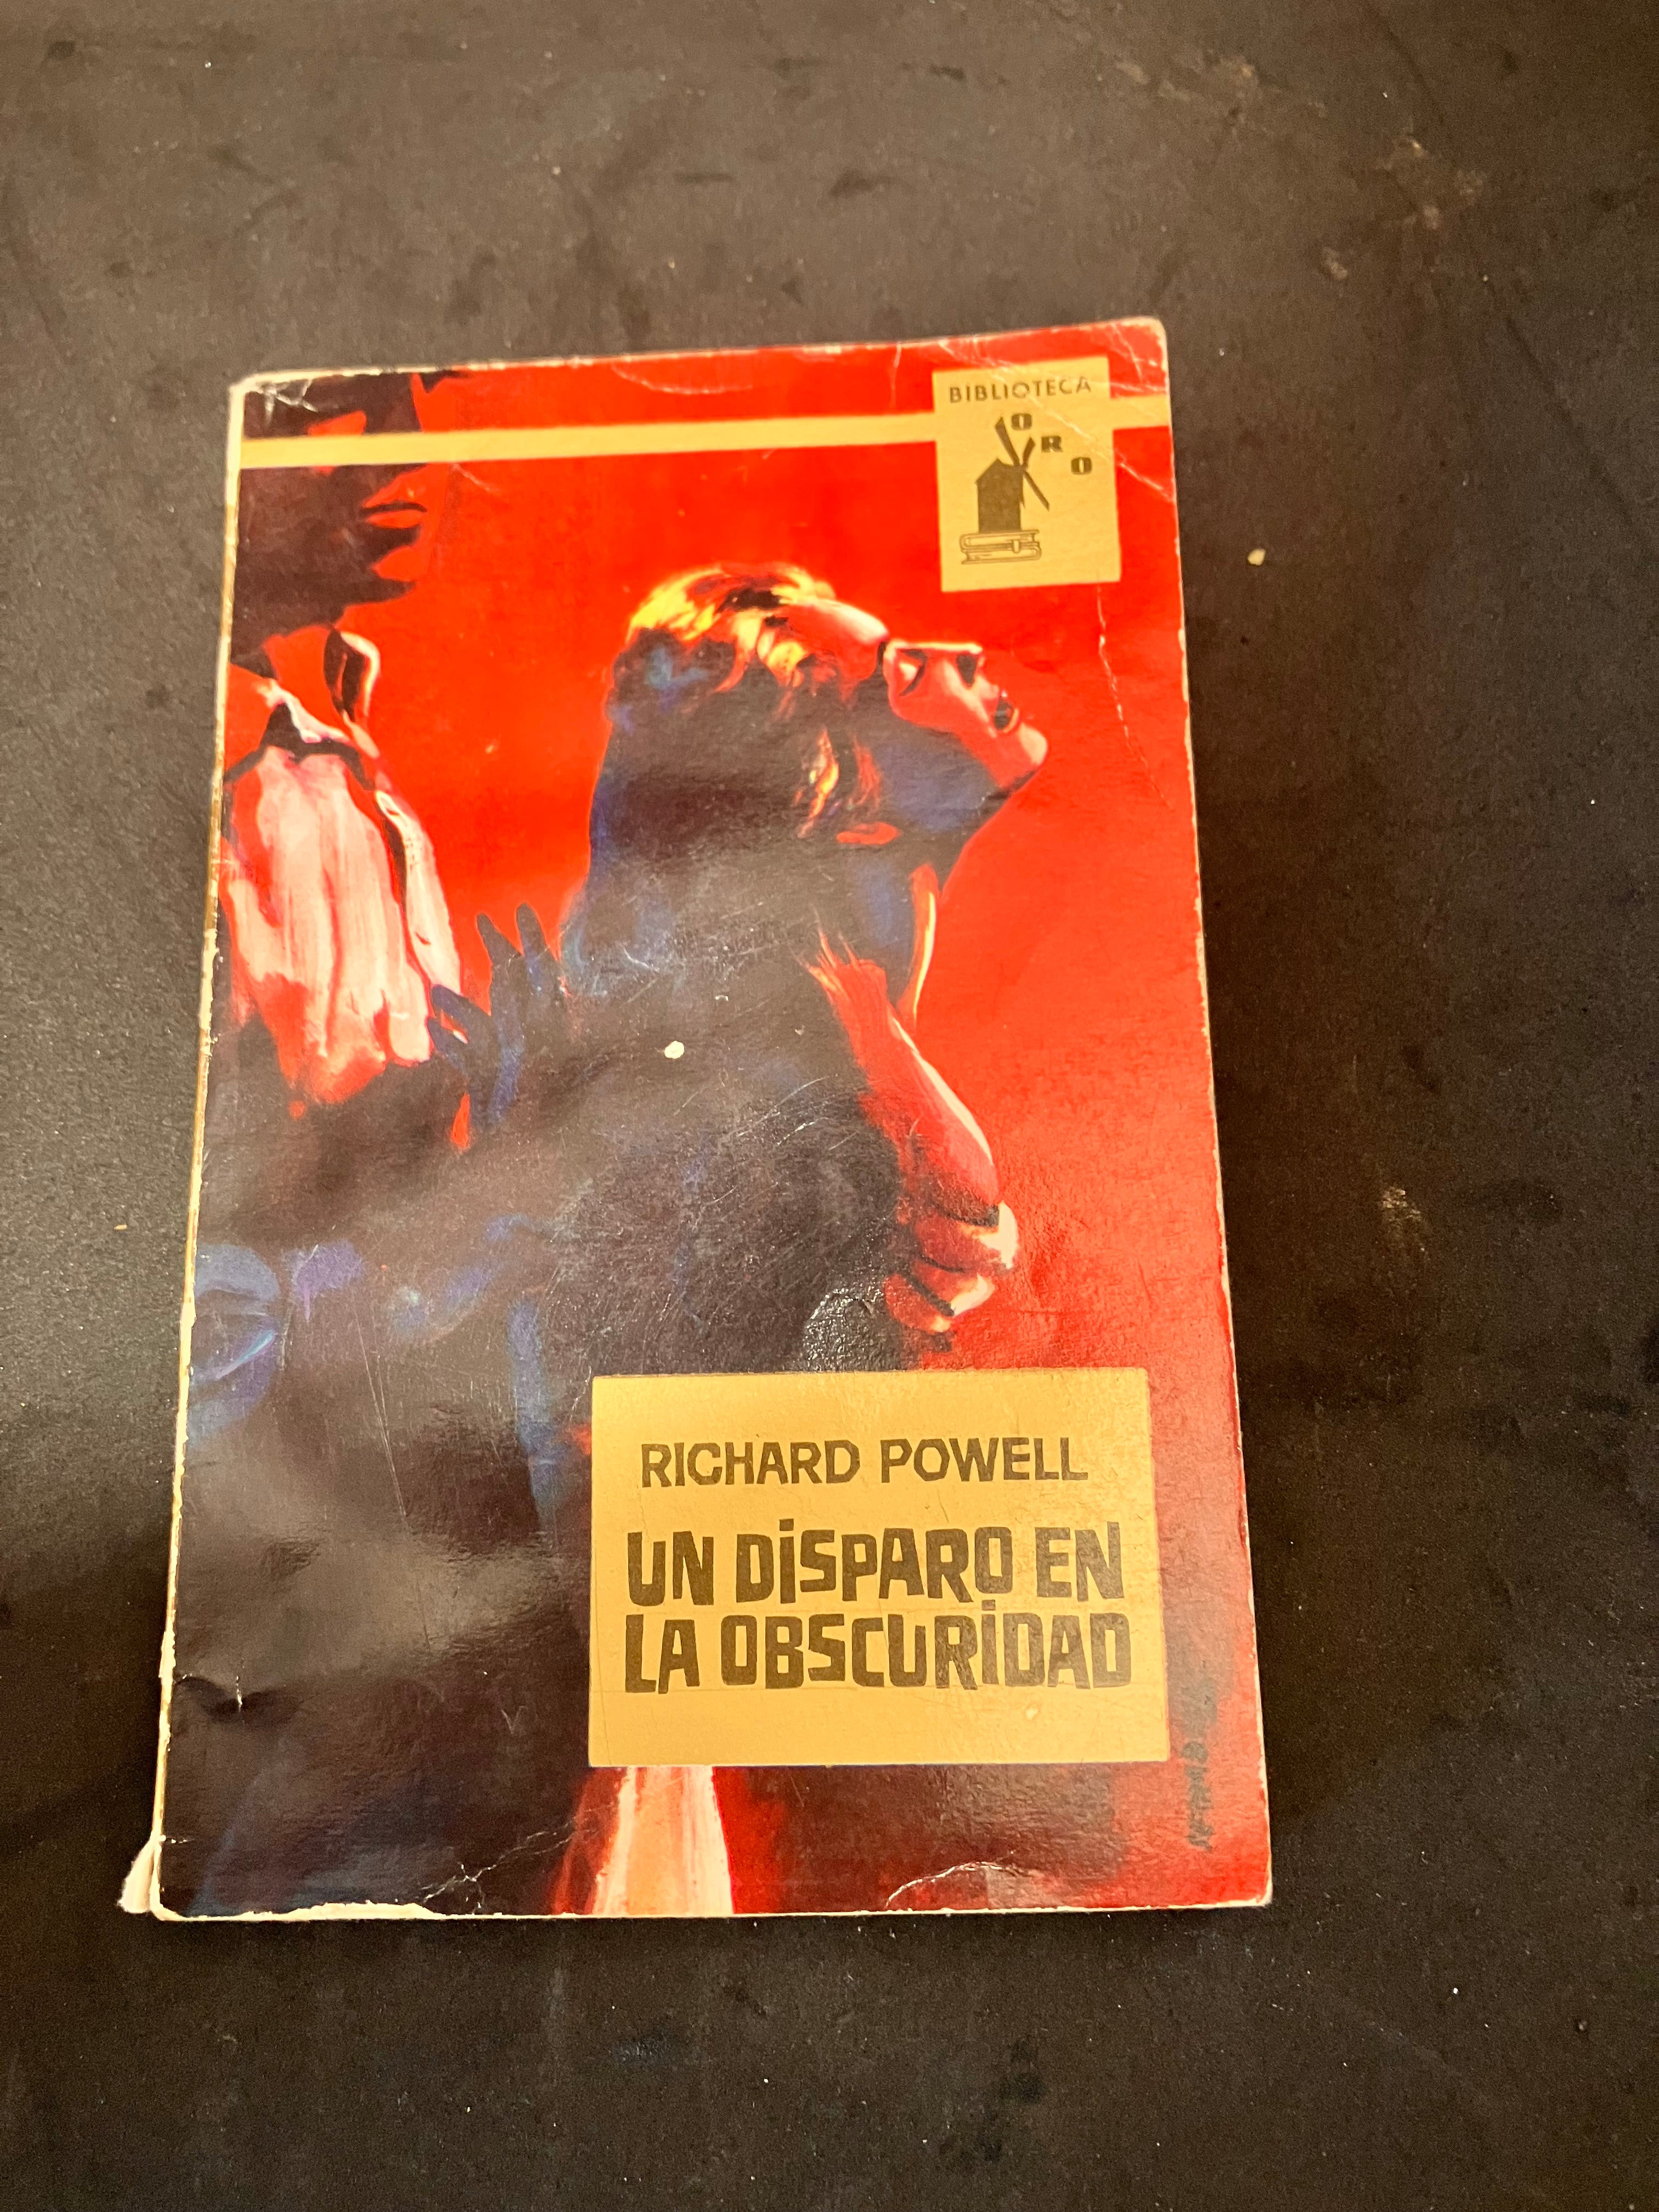 BIBLIOTECA
ORO
RICHARD POWELL
UN DISPARO EN
LA OBSCURIDAD